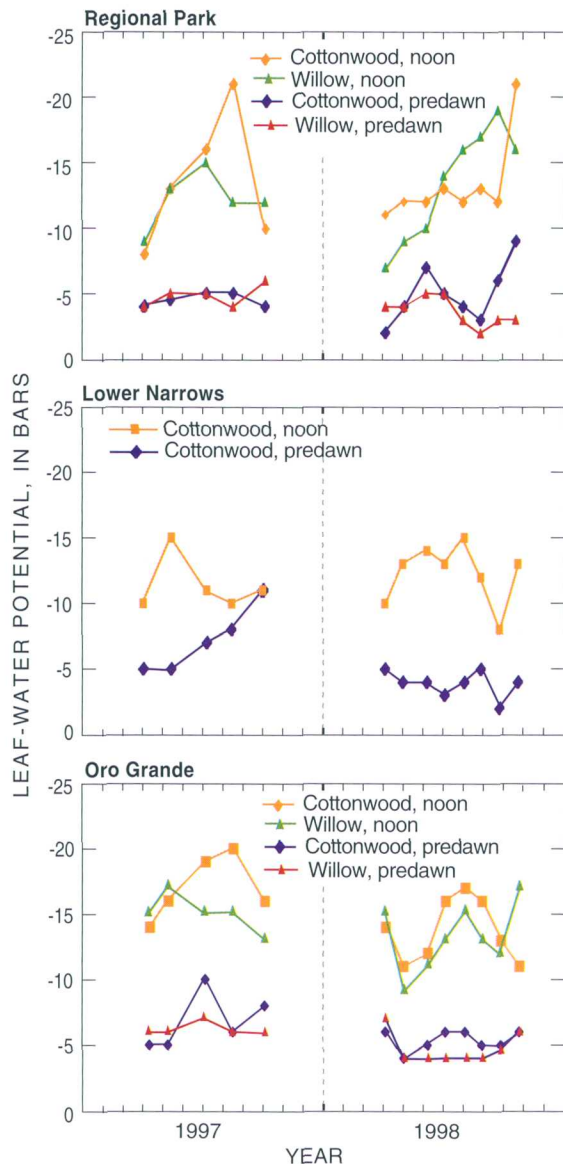 Regional Park
-25
Cottonwood, noon
Willow, noon
Cottonwood, predawn
Willow, predawn
-20
-15
-10
-5
0
Lower Narrows
-25
Cottonwood, noon
Cottonwood, predawn
-20
-15
-10
-5
0
Oro Grande
-25
Cottonwood, noon
Willow, noon
Cottonwood, predawn
Willow, predawn
-20
-15
-10
-5
0
LEAF-WATER POTENTIAL, IN BARS
1997 1998
YEAR